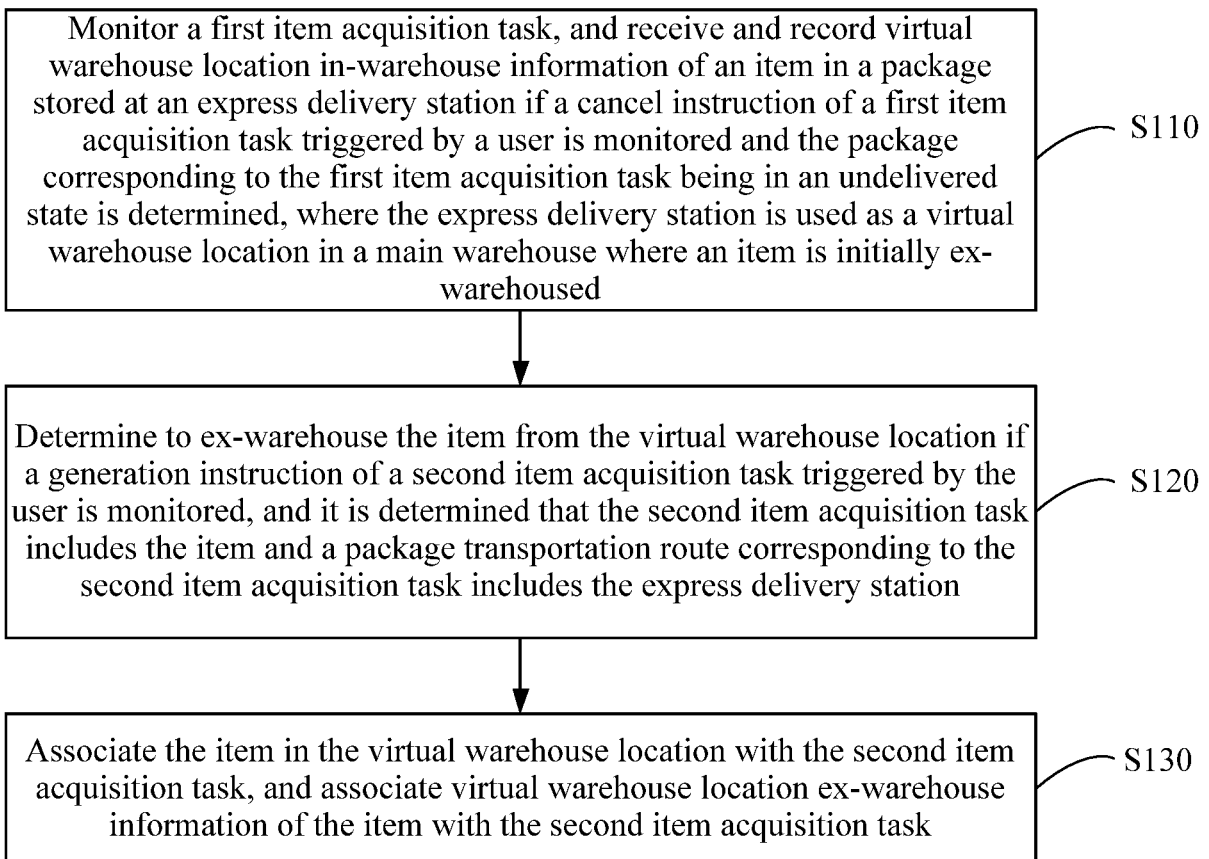 Monitor a first item acquisition task, and receive and record virtual
warehouse location in-warehouse information of an item in a package
stored at an express delivery station if a cancel instruction of a first item
acquisition task triggered by a user is monitored and the package
corresponding to the first item acquisition task being in an undelivered
state is determined, where the express delivery station is used as a virtual
warehouse location in a main warehouse where an item is initially ex-
warehoused
S110
Determine to ex-warehouse the item from the virtual warehouse location if
a generation instruction of a second item acquisition task triggered by the
user is monitored, and it is determined that the second item acquisition task
includes the item and a package transportation route corresponding to the
second item acquisition task includes the express delivery station
S120
Associate the item in the virtual warehouse location with the second item
acquisition task, and associate virtual warehouse location ex-warehouse
information of the item with the second item acquisition task
S130